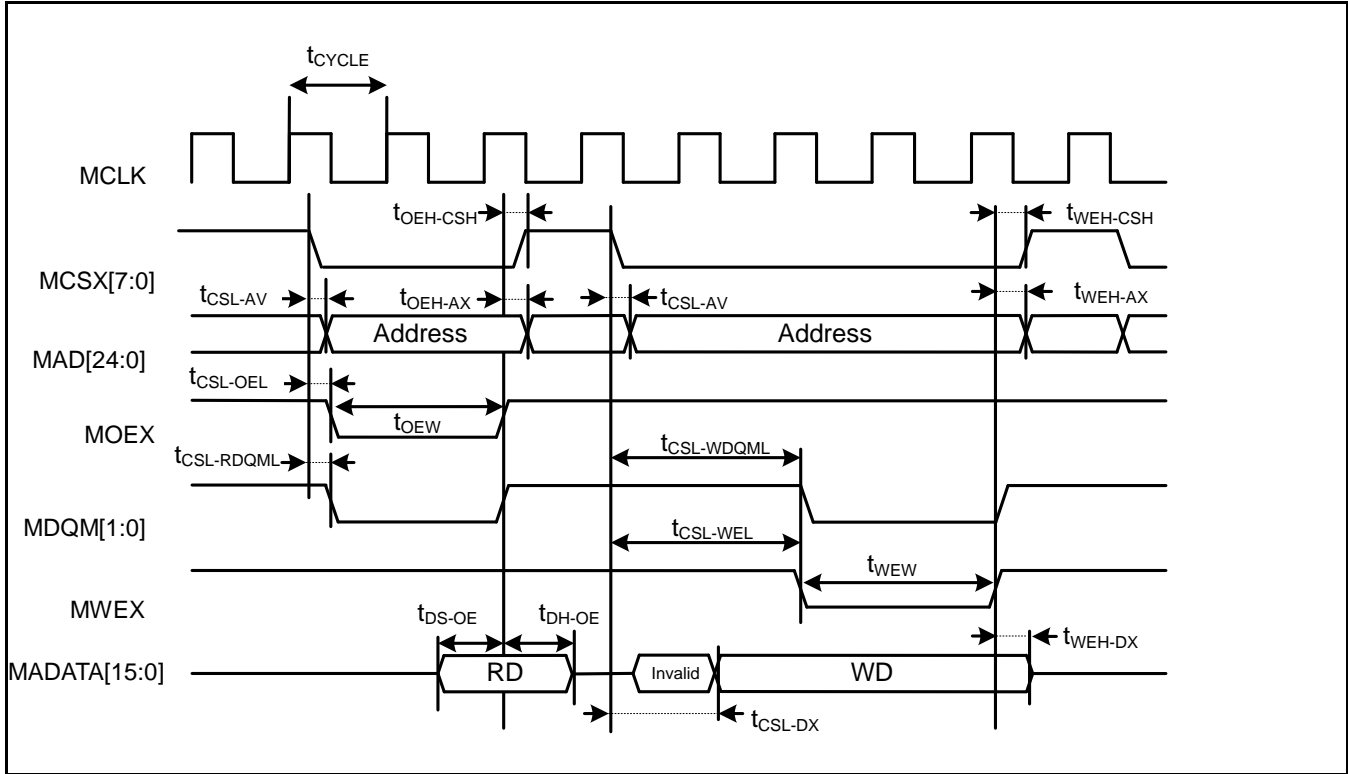 tCYCLE
MCLK
tOEH-CSH
tWEH-CSH
MCSX[7:0]
tCSL-AV
tOEH-AX
tCSL-AV
tWEH-AX
Address
Address
MAD[24:0]
tCSL-OEL
tOEW
MOEX
tCSL-WDQML
tCSL-RDQML
MDQM[1:0]
tCSL-WEL
tWEW
MWEX
tDS-OE
tDH-OE
tWEH-DX
MADATA[15:0]
RD
Invalid
WD
tCSL-DX